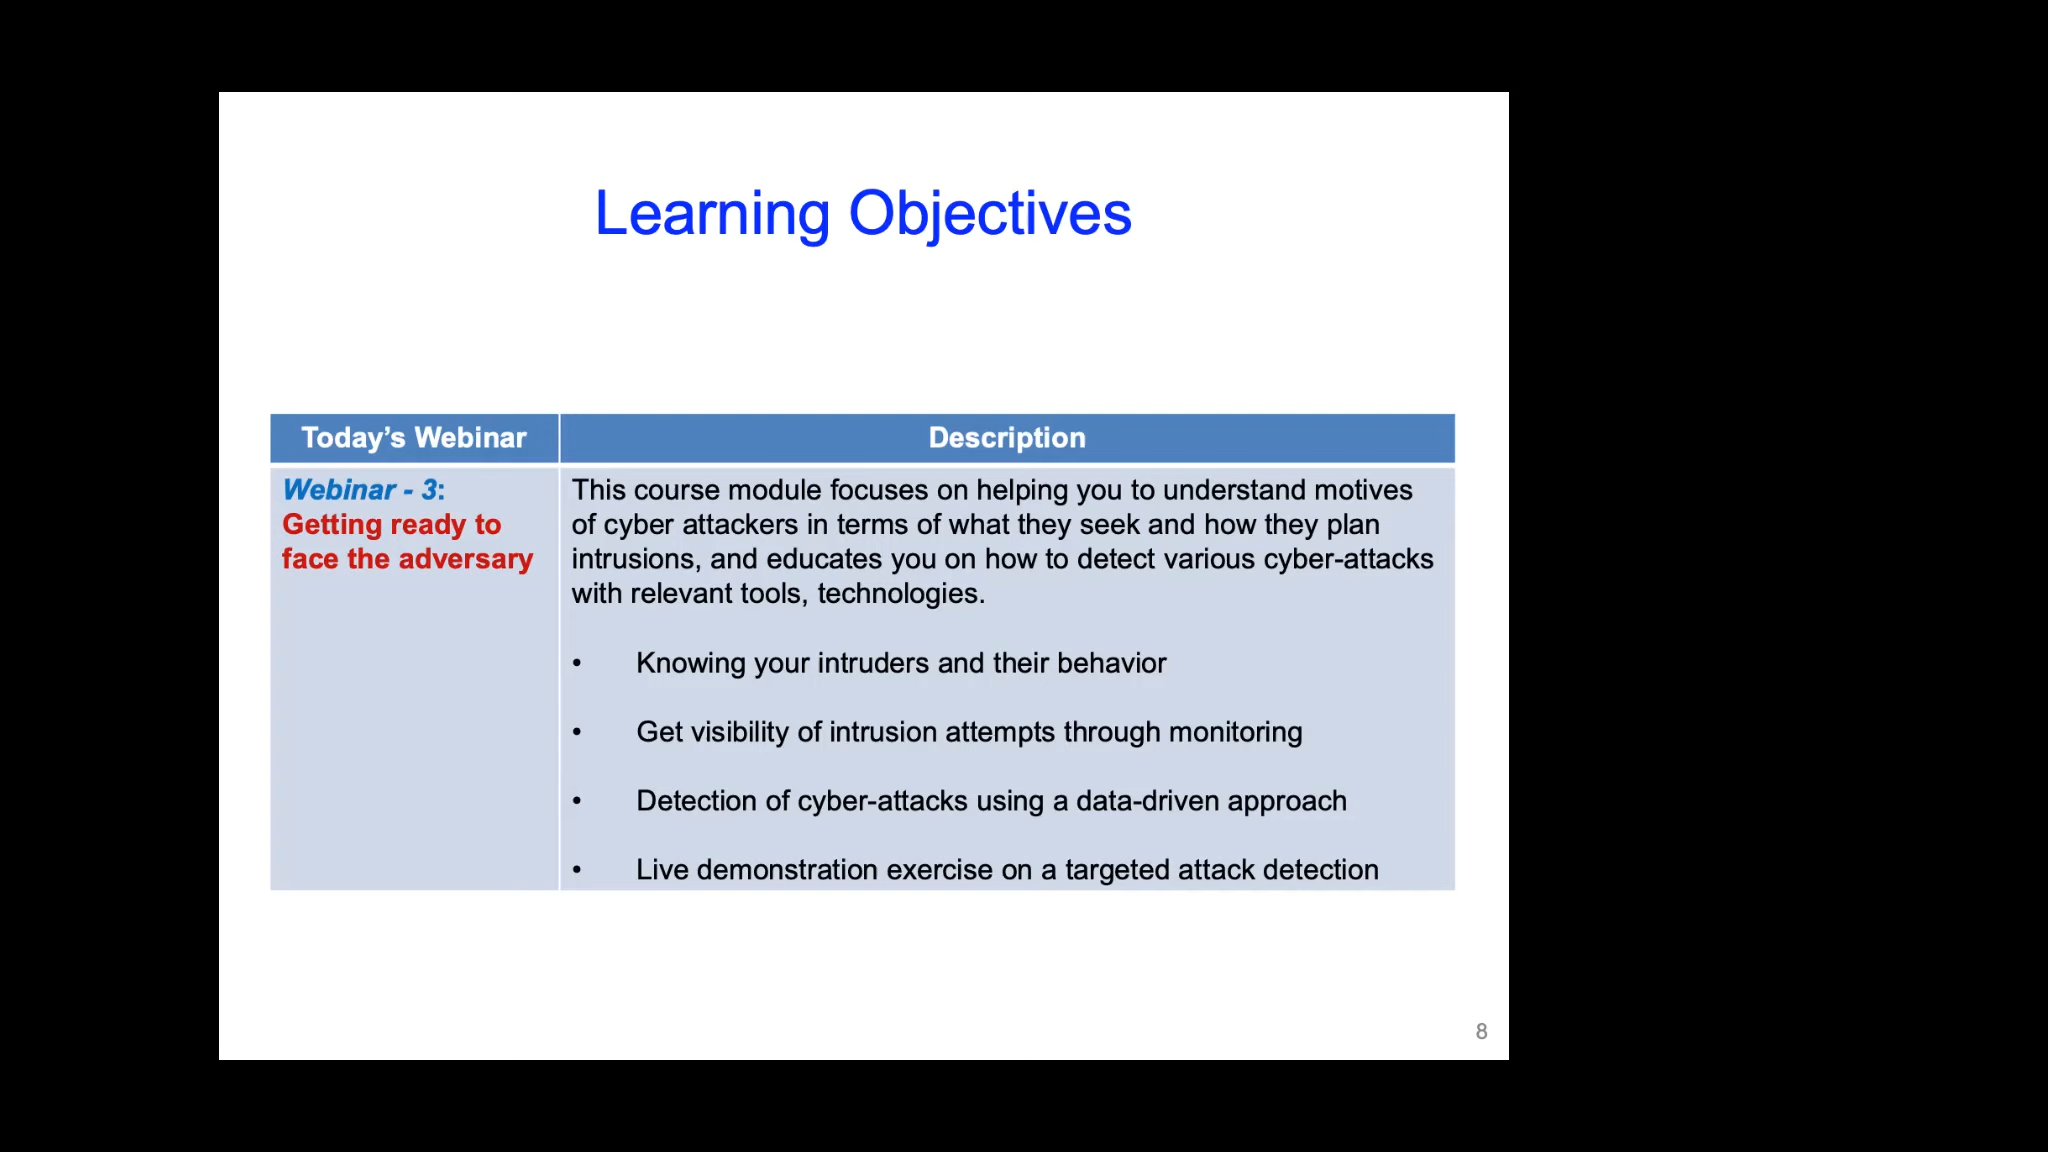 Learning Objectives
Today’s Webinar
Description
Webinar - 3:
Getting ready to
face the adversary
This course module focuses on helping you to understand motives
of cyber attackers in terms of what they seek and how they plan
intrusions, and educates you on how to detect various cyber-attacks
with relevant tools, technologies.
• Knowing your intruders and their behavior
• Get visibility of intrusion attempts through monitoring
• Detection of cyber-attacks using a data-driven approach
• Live demonstration exercise on a targeted attack detection
8